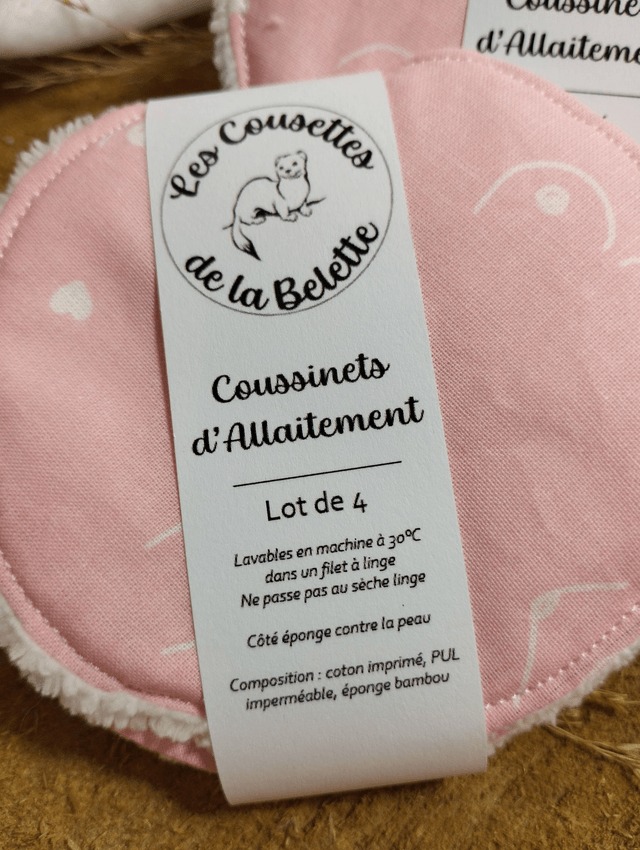 Les Cousettes
de la Belette
Coussinets
d'Allaitement
Lot de 4
Lavables en machine à 30°C
dans un filet à linge
Ne passe pas au sèche linge
Côté éponge contre la peau
Composition : coton imprimé, PUL
imperméable, éponge bambou
d'Allaiteme